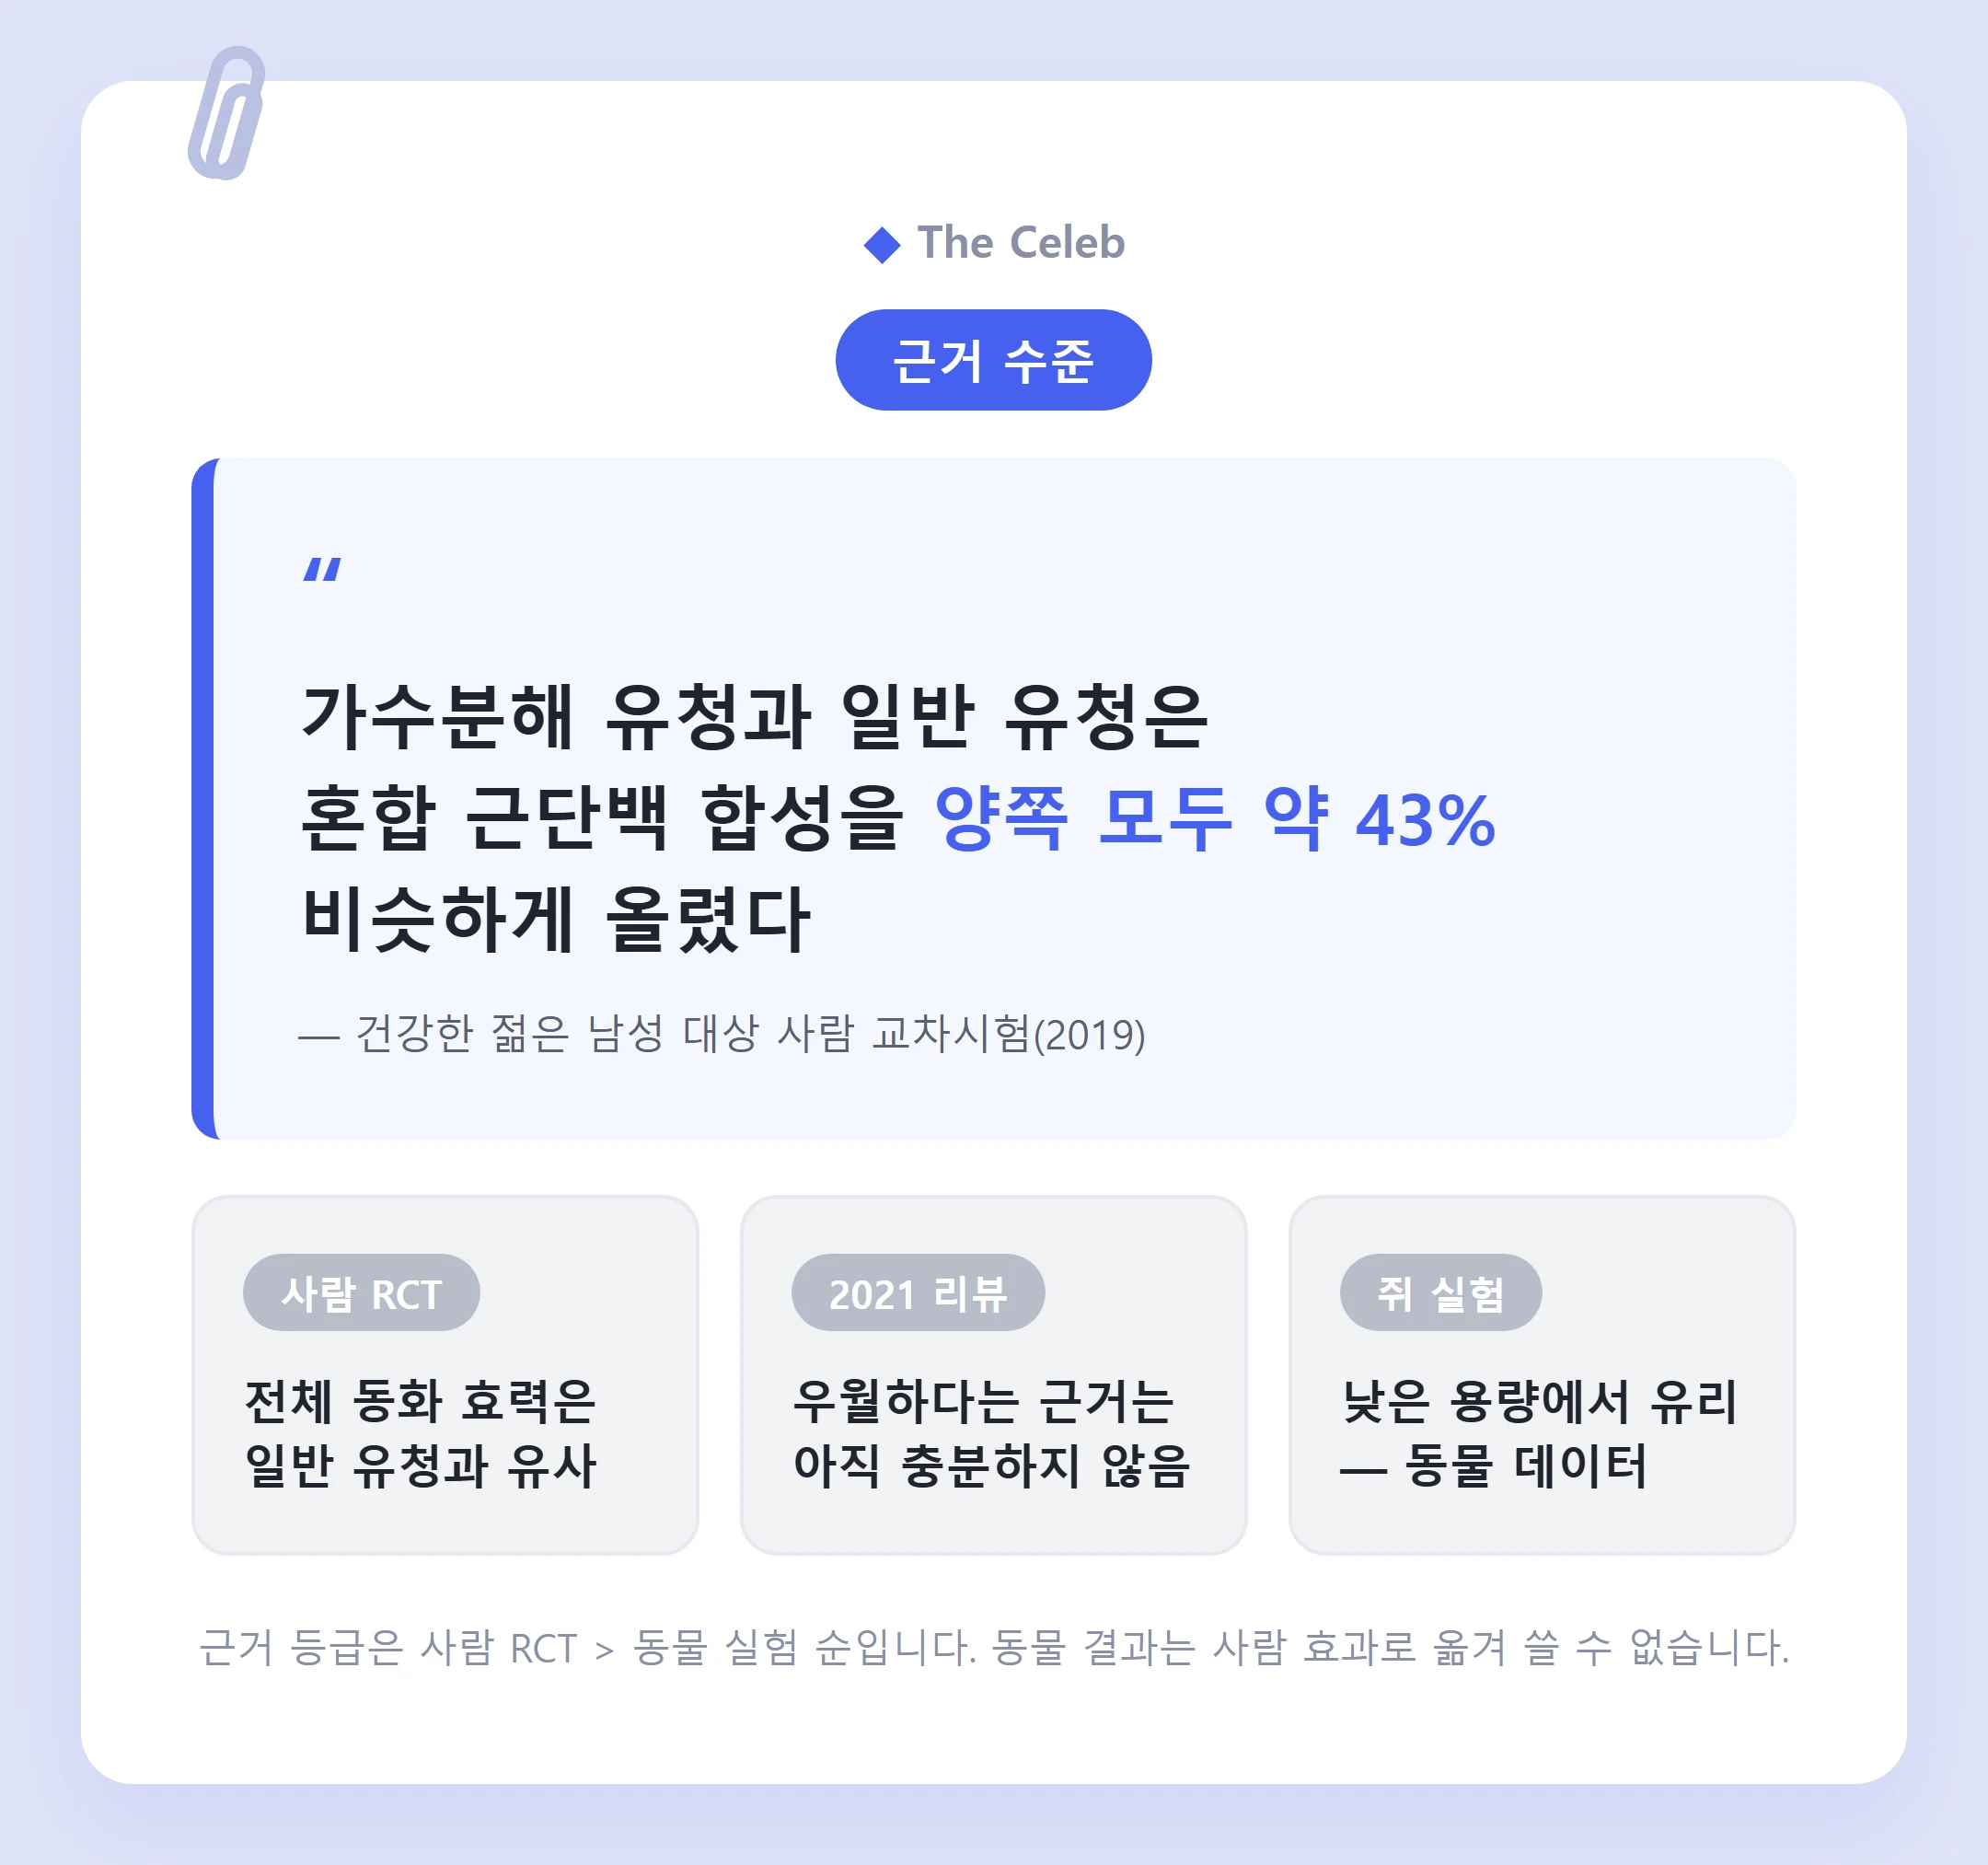 The Celeb
근거 수준
“
가수분해 유청과 일반 유청은
혼합 근단백 합성을 양쪽 모두 약 43%
비슷하게 올렸다
— 건강한 젊은 남성 대상 사람 교차시험(2019)
사람 RCT
전체 동화 효력은
일반 유청과 유사
2021 리뷰
우월하다는 근거는
아직 충분하지 않음
쥐 실험
낮은 용량에서 유리
— 동물 데이터
근거 등급은 사람 RCT > 동물 실험 순입니다. 동물 결과는 사람 효과로 옮겨 쓸 수 없습니다.